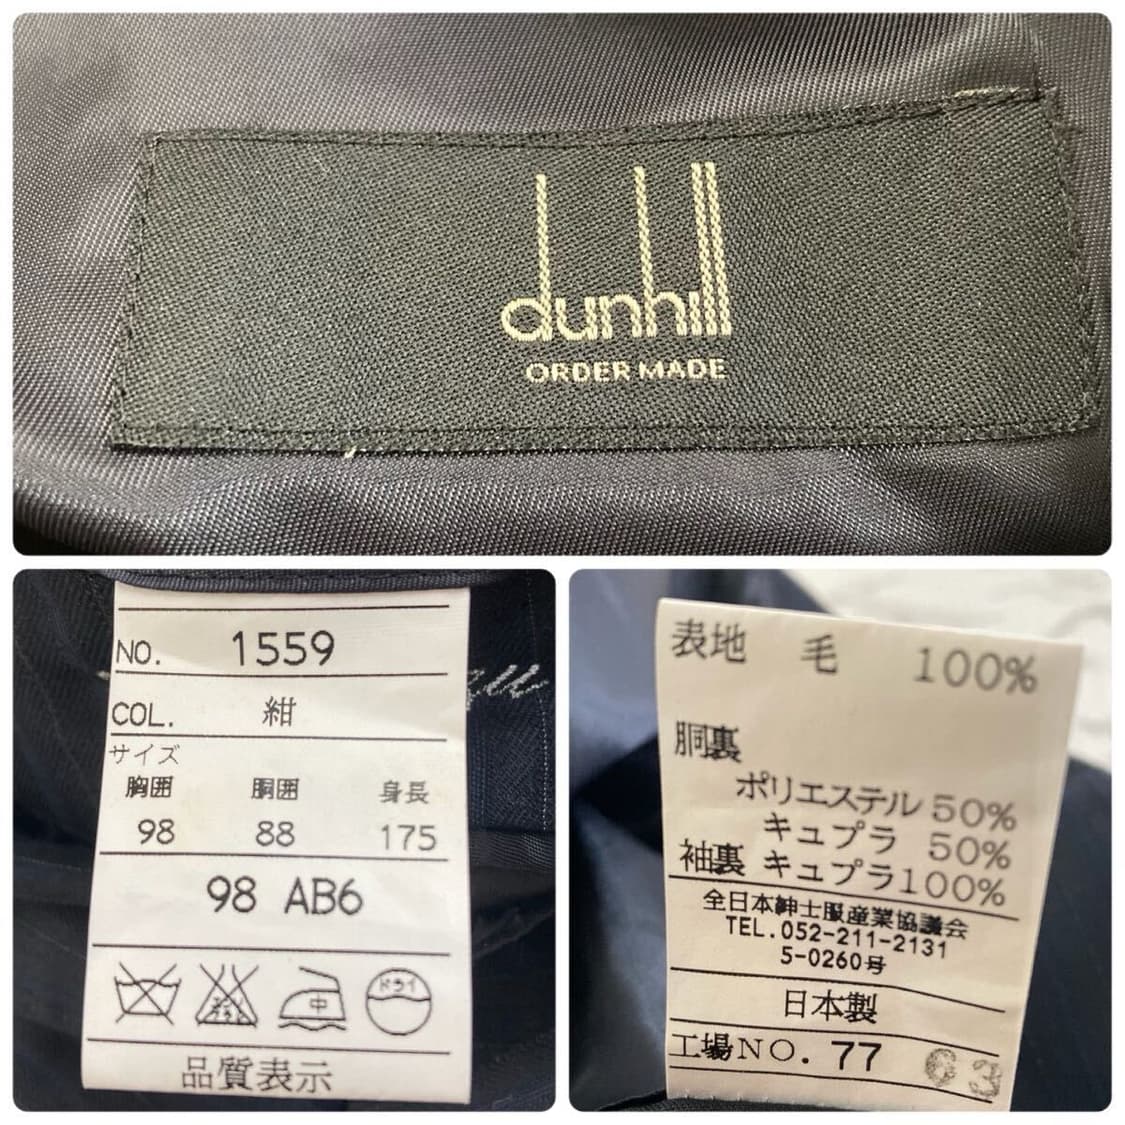 dunhill
ORDER MADE
NO. 1559
COL. 紺
サイズ
胸囲 胴囲 身長
98 88 175
98 AB6
中
ドライ
品質表示
表地 毛 100%
胴裏
ポリエステル 50%
キュプラ 50%
袖裏 キュプラ100%
全日本紳士服産業協議会
TEL.052-211-2131
5-0260号
日本製
工場NO. 77 63